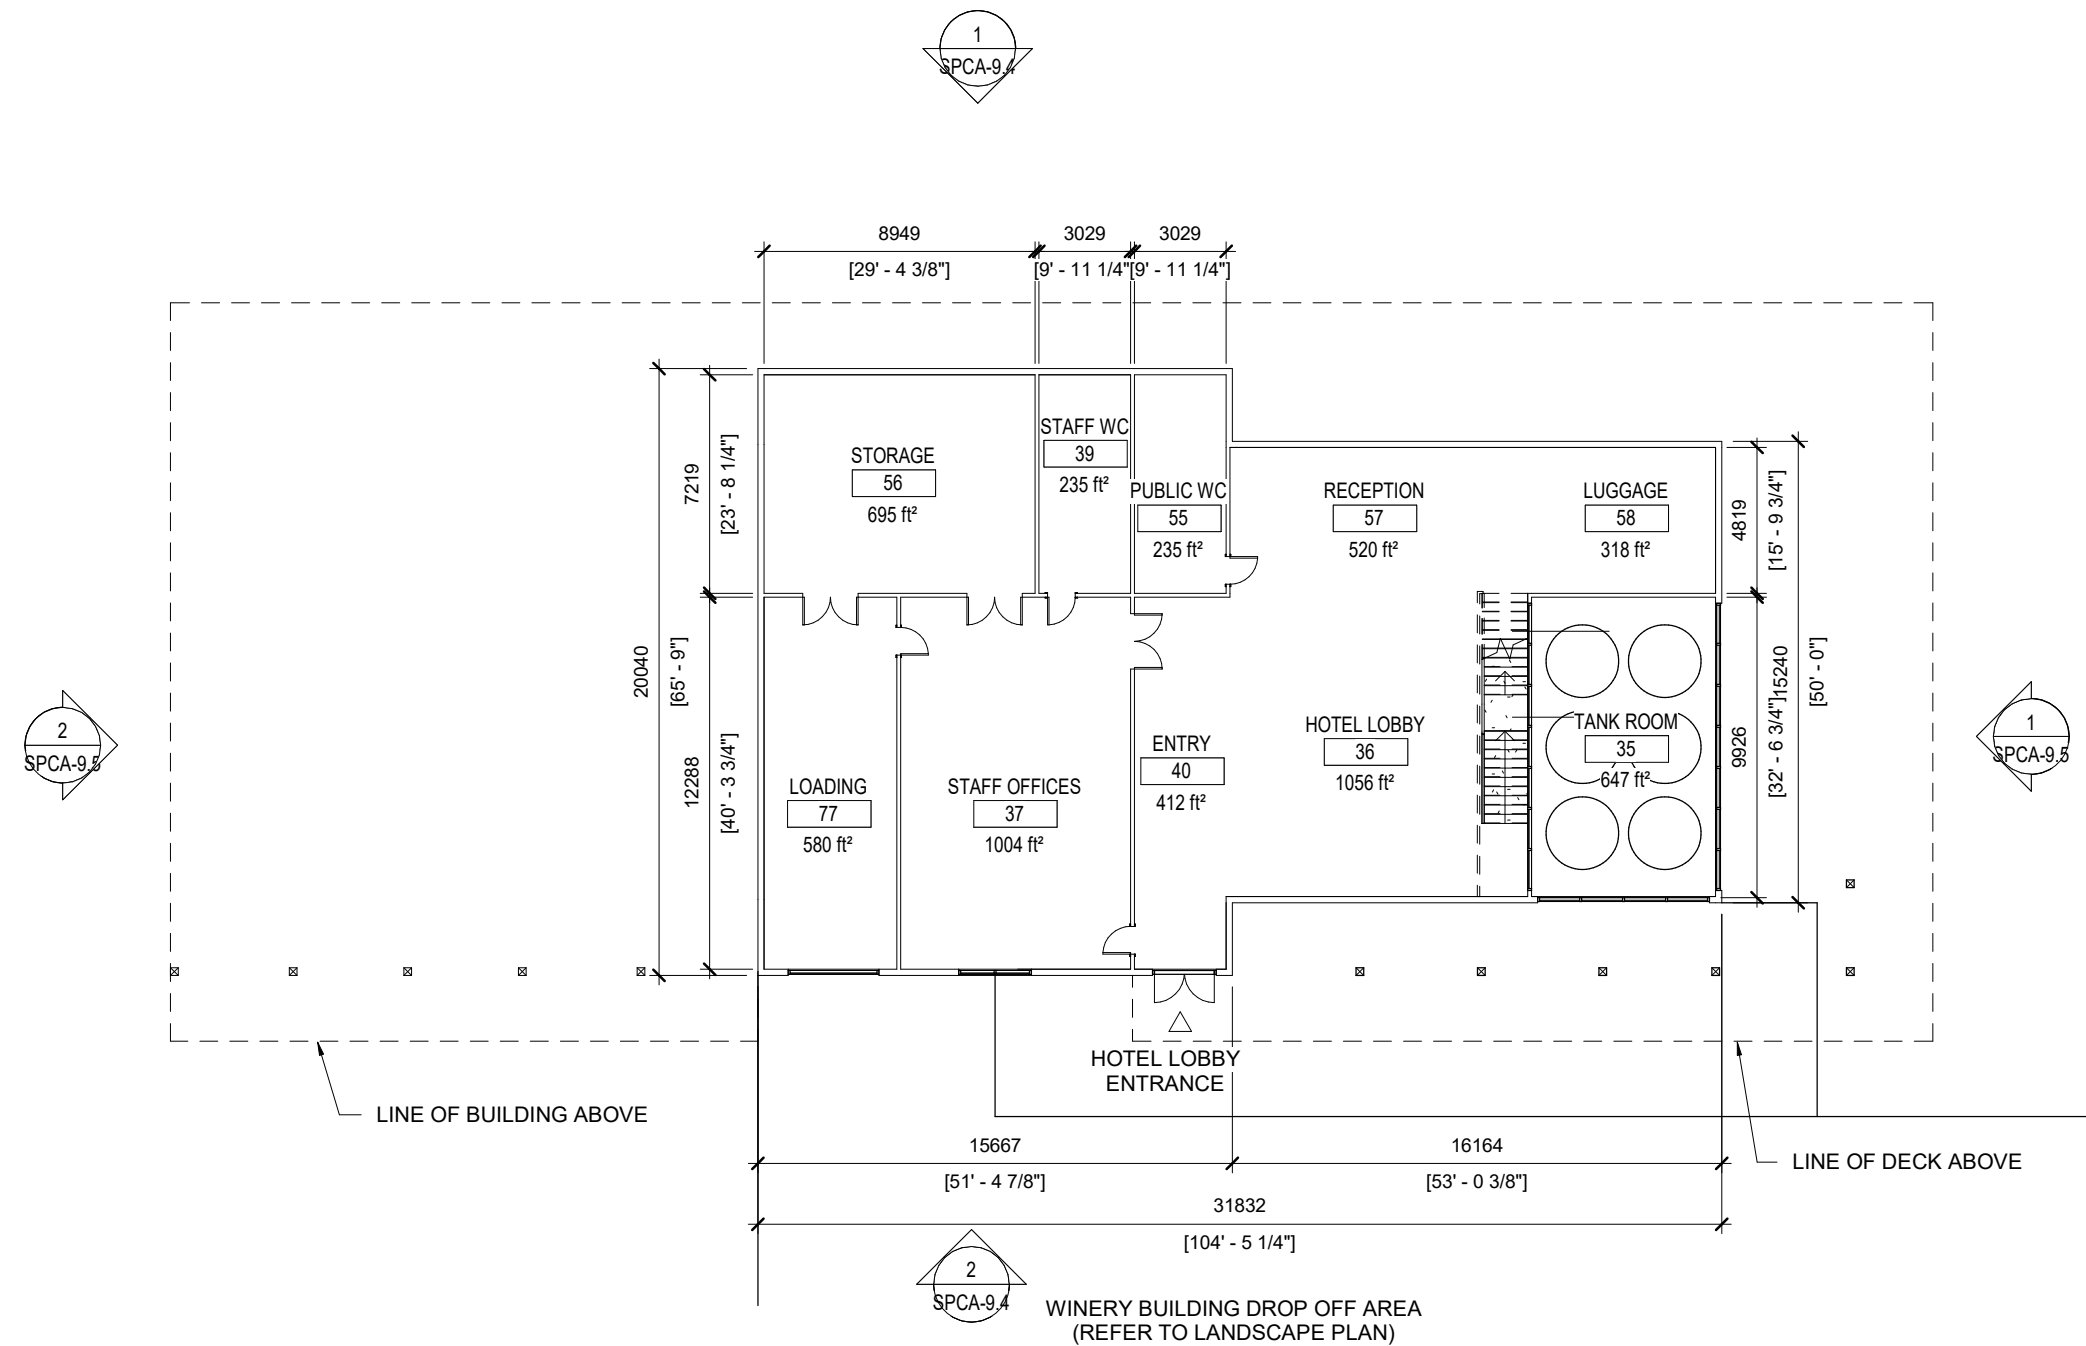 1
SPCA-9.4
8949
3029
3029
[29' - 4 3/8"]
[9' - 11 1/4"]
[9' - 11 1/4"]
STORAGE
56
695 ft²
STAFF WC
39
235 ft²
PUBLIC WC
55
235 ft²
RECEPTION
57
520 ft²
LUGGAGE
58
318 ft²
7219
[23' - 8 1/4"]
4819
[15' - 9 3/4"]
20040
[65' - 9"]
12288
[40' - 3 3/4"]
15240
[50' - 0"]
9926
[32' - 6 3/4"]
2
SPCA-9.5
1
SPCA-9.5
LOADING
77
580 ft²
STAFF OFFICES
37
1004 ft²
ENTRY
40
412 ft²
HOTEL LOBBY
36
1056 ft²
TANK ROOM
35
647 ft²
HOTEL LOBBY
ENTRANCE
LINE OF BUILDING ABOVE
LINE OF DECK ABOVE
15667
[51' - 4 7/8"]
16164
[53' - 0 3/8"]
31832
[104' - 5 1/4"]
2
SPCA-9.4
WINERY BUILDING DROP OFF AREA
(REFER TO LANDSCAPE PLAN)